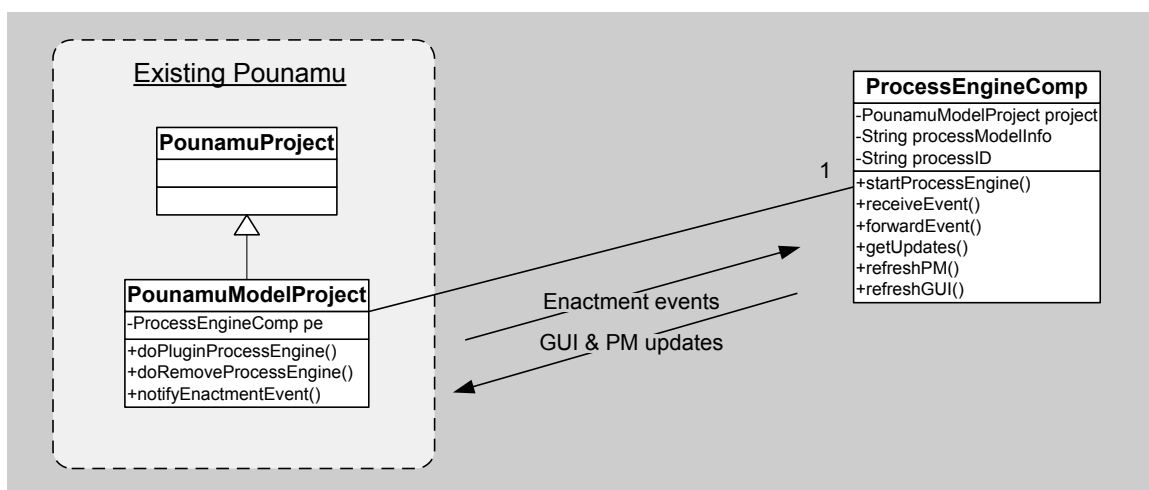 Existing Pounamu
PounamuProject
PounamuModelProject
-ProcessEngineComp pe
+doPluginProcessEngine()
+doRemoveProcessEngine()
+notifyEnactmentEvent()
1
Enactment events
GUI & PM updates
ProcessEngineComp
-PounamuModelProject project
-String processModelInfo
-String processID
+startProcessEngine()
+receiveEvent()
+forwardEvent()
+getUpdates()
+refreshPM()
+refreshGUI()